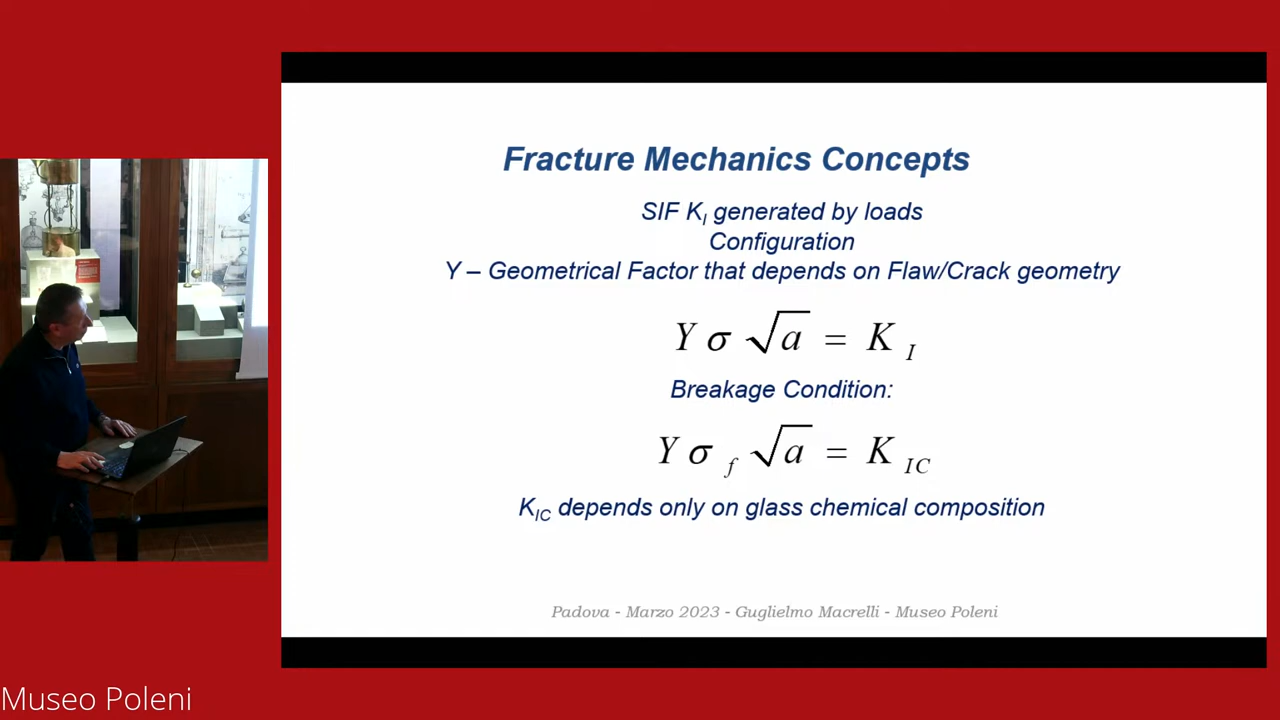 Fracture Mechanics Concepts
SIF K_I generated by loads
Configuration
Y – Geometrical Factor that depends on Flaw/Crack geometry
Y σ √a = K_I
Breakage Condition:
Y σ_f √a = K_IC
K_IC depends only on glass chemical composition
Padova - Marzo 2023 - Guglielmo Macrelli - Museo Poleni
Museo Poleni